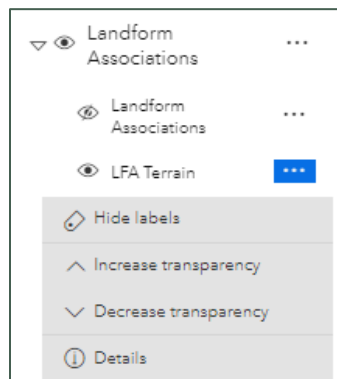 Landform
Associations
...
Landform
Associations
...
LFA Terrain
...
Hide labels
Increase transparency
Decrease transparency
Details